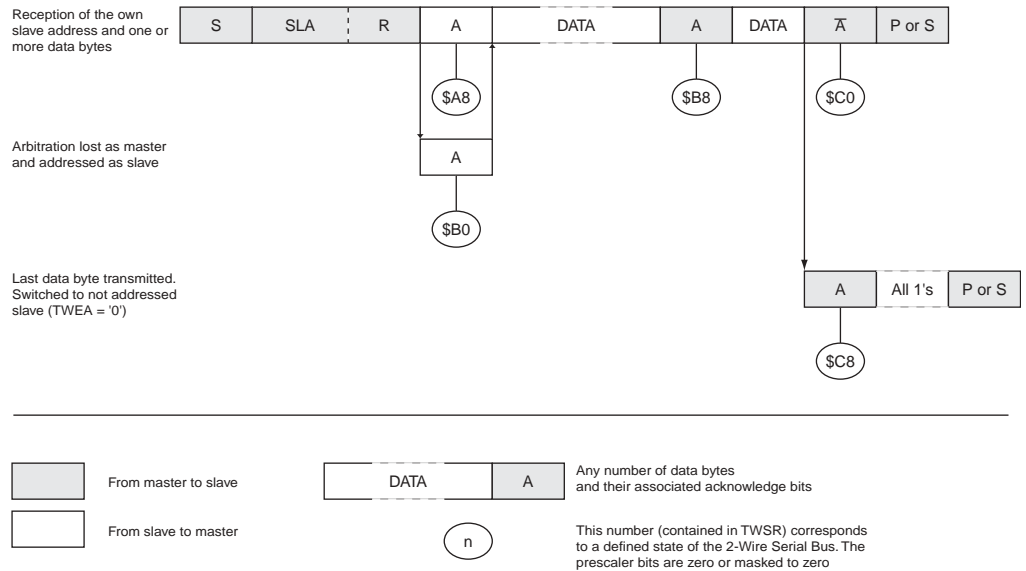 Reception of the own
slave address and one or
more data bytes
S SLA R A DATA A DATA A̅ P or S
$A8 $B8 $C0
Arbitration lost as master
and addressed as slave
A
$B0
Last data byte transmitted.
Switched to not addressed
slave (TWEA = '0')
A All 1's P or S
$C8
From master to slave
DATA A
Any number of data bytes
and their associated acknowledge bits
From slave to master
n
This number (contained in TWSR) corresponds
to a defined state of the 2-Wire Serial Bus. The
prescaler bits are zero or masked to zero